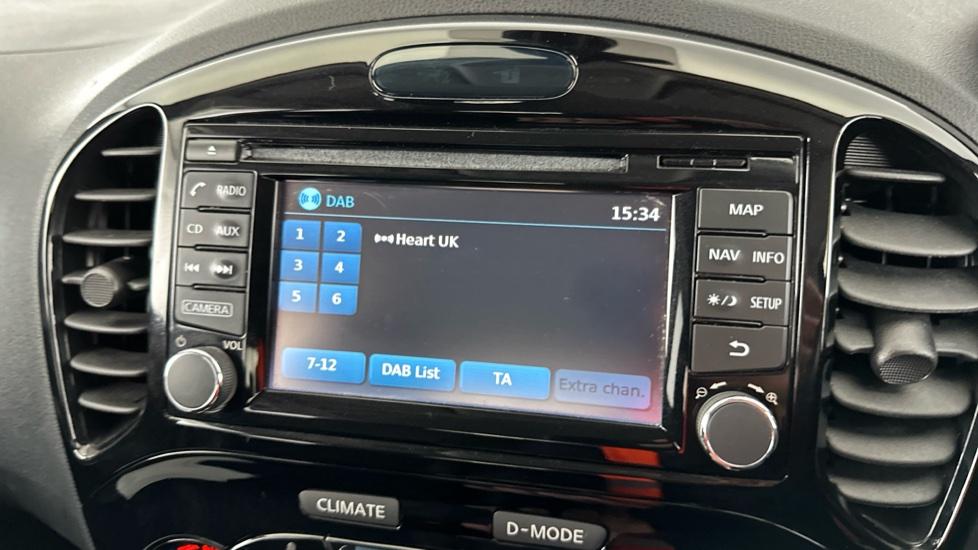 DAB
15:34
1 2
3 4
5 6
Heart UK
7-12 DAB List TA Extra chan.
RADIO
CD AUX
CAMERA
VOL
MAP
NAV INFO
SETUP
CLIMATE
D-MODE